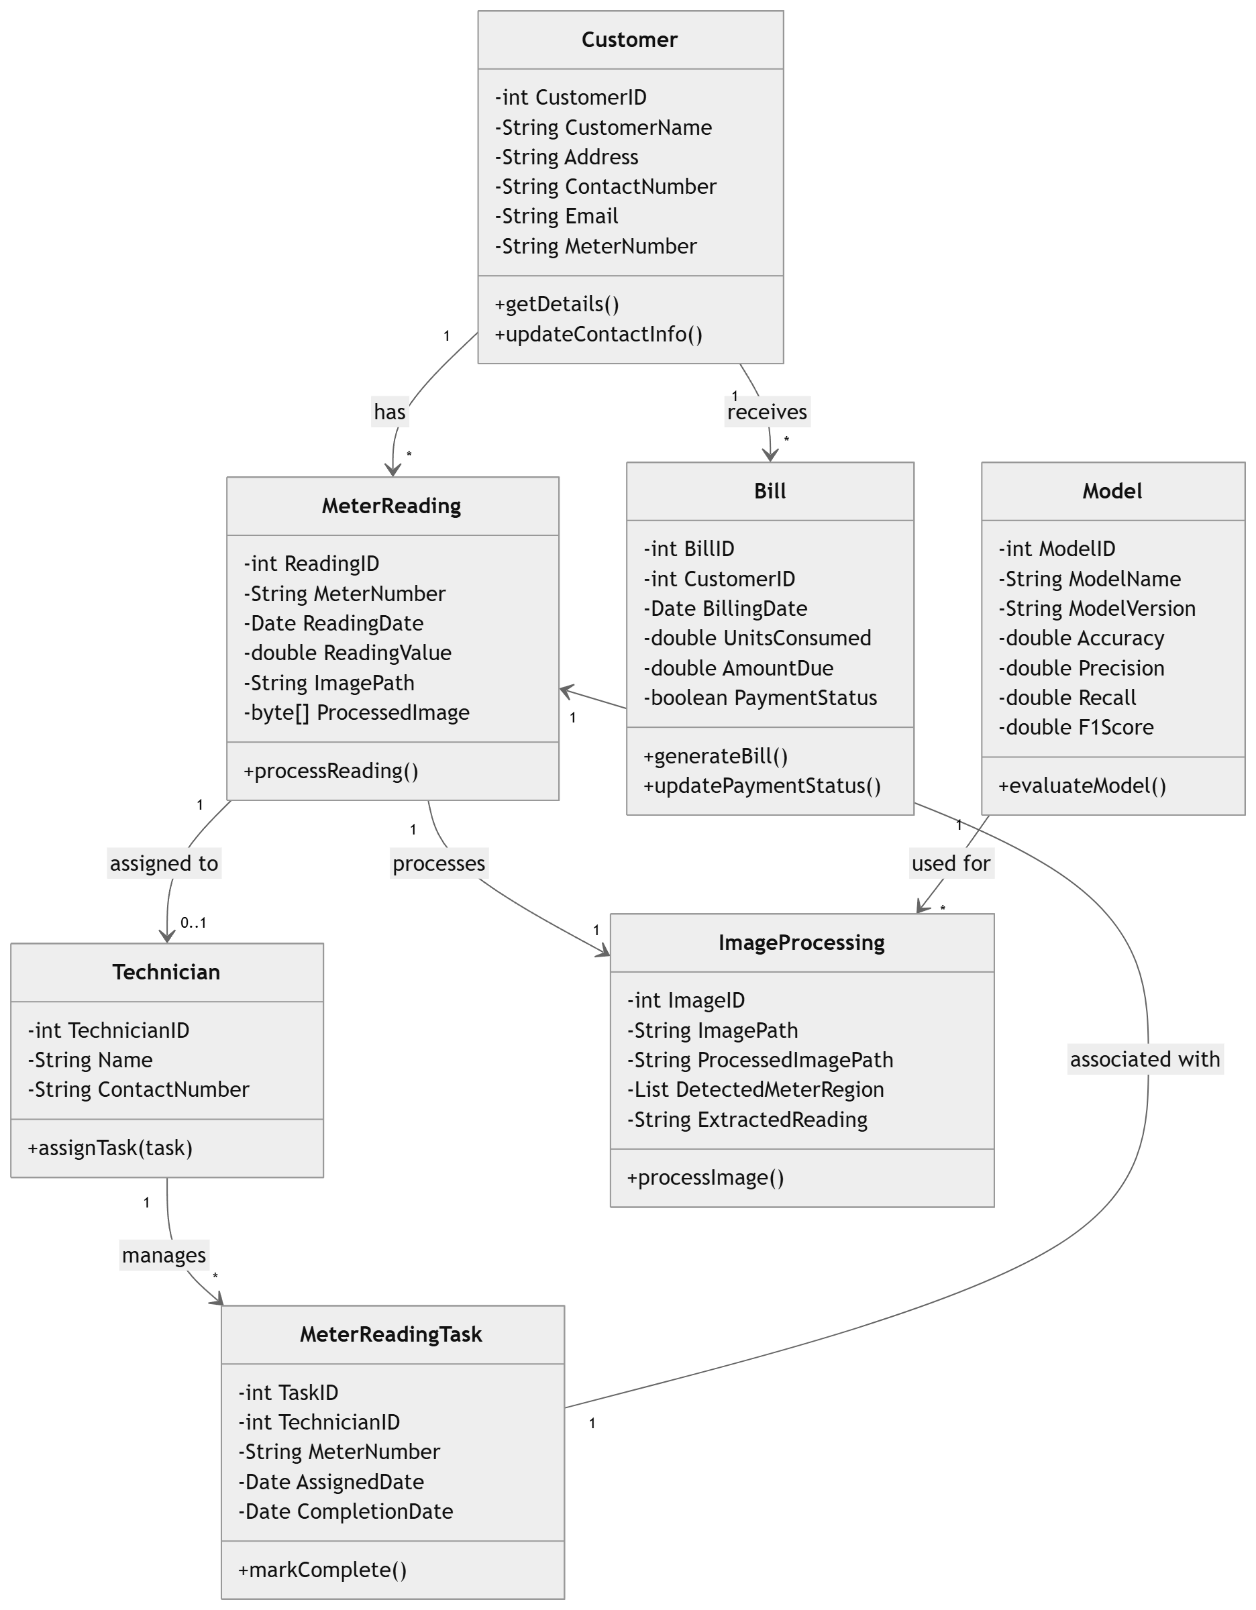 Customer
-int CustomerID
-String CustomerName
-String Address
-String ContactNumber
-String Email
-String MeterNumber
+getDetails()
+updateContactInfo()
1
has
*
1
receives
*
MeterReading
-int ReadingID
-String MeterNumber
-Date ReadingDate
-double ReadingValue
-String ImagePath
-byte[] ProcessedImage
+processReading()
Bill
-int BillID
-int CustomerID
-Date BillingDate
-double UnitsConsumed
-double AmountDue
-boolean PaymentStatus
+generateBill()
+updatePaymentStatus()
1
Model
-int ModelID
-String ModelName
-String ModelVersion
-double Accuracy
-double Precision
-double Recall
-double F1Score
+evaluateModel()
1
assigned to
0..1
1
processes
1
1
used for
*
Technician
-int TechnicianID
-String Name
-String ContactNumber
+assignTask(task)
ImageProcessing
-int ImageID
-String ImagePath
-String ProcessedImagePath
-List DetectedMeterRegion
-String ExtractedReading
+processImage()
associated with
1
manages
*
MeterReadingTask
-int TaskID
-int TechnicianID
-String MeterNumber
-Date AssignedDate
-Date CompletionDate
+markComplete()
1